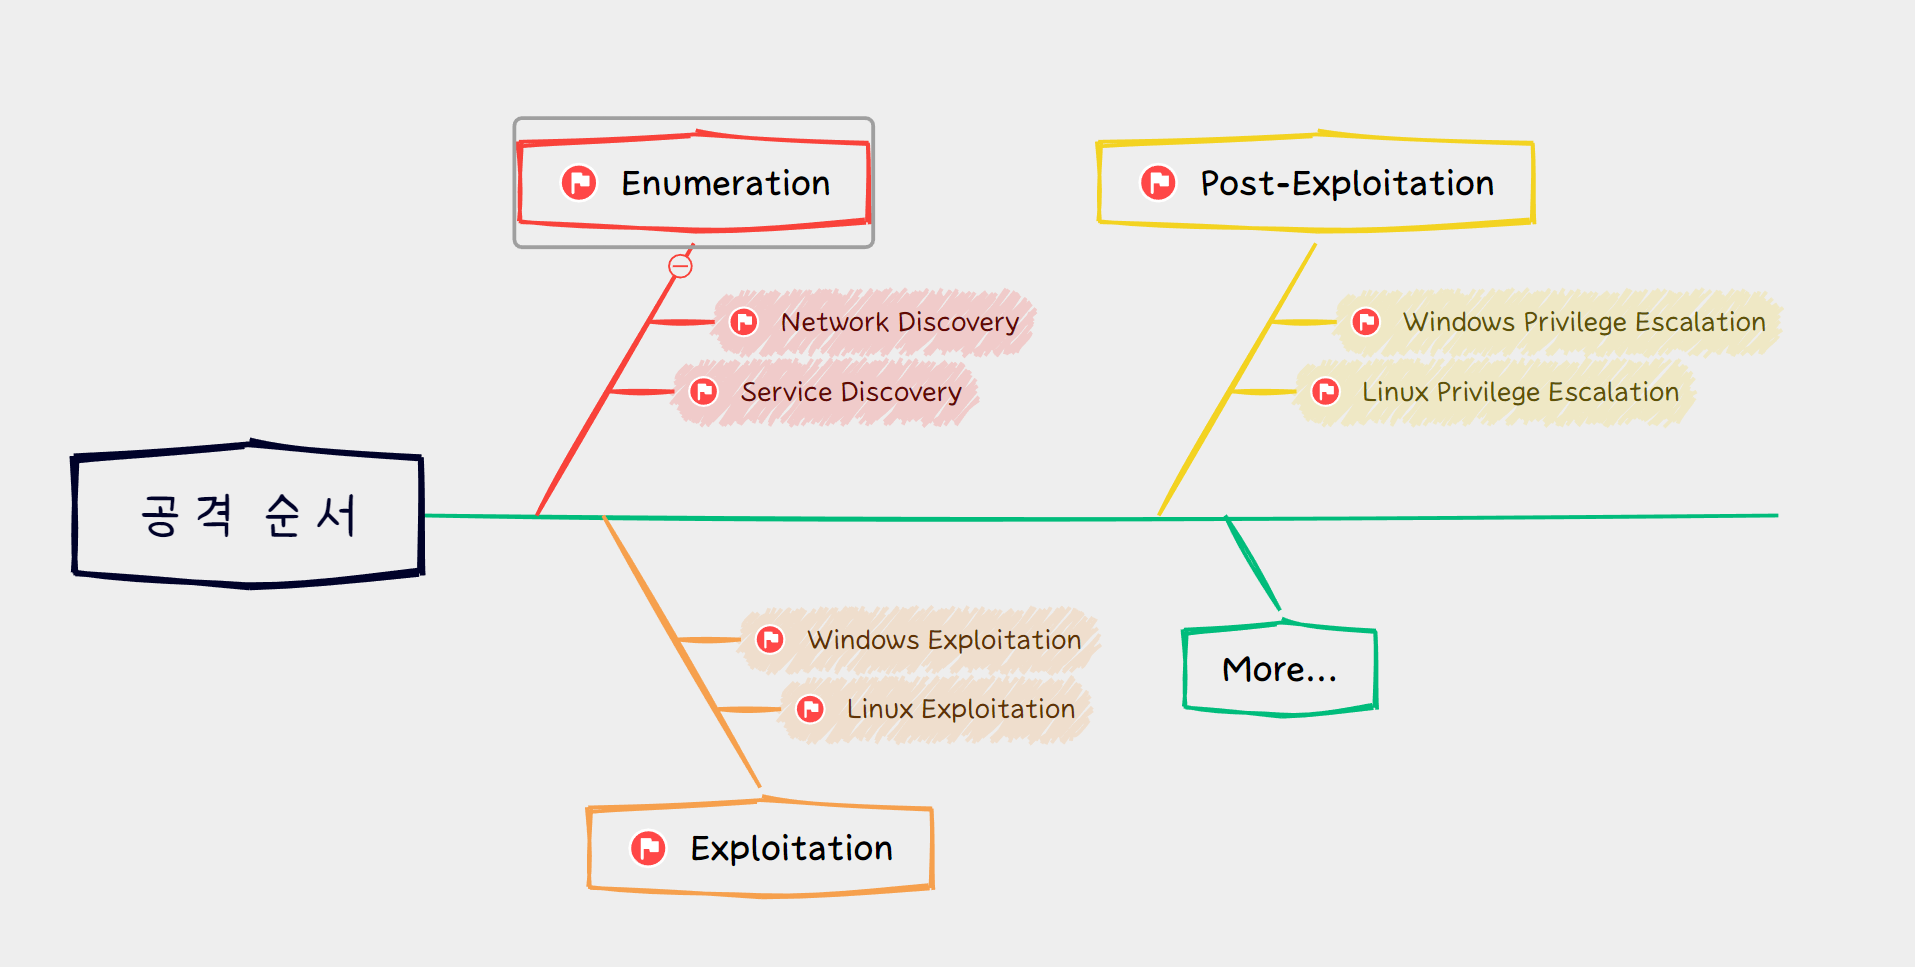 Enumeration
Network Discovery
Service Discovery
Post-Exploitation
Windows Privilege Escalation
Linux Privilege Escalation
공격 순서
Windows Exploitation
Linux Exploitation
Exploitation
More...